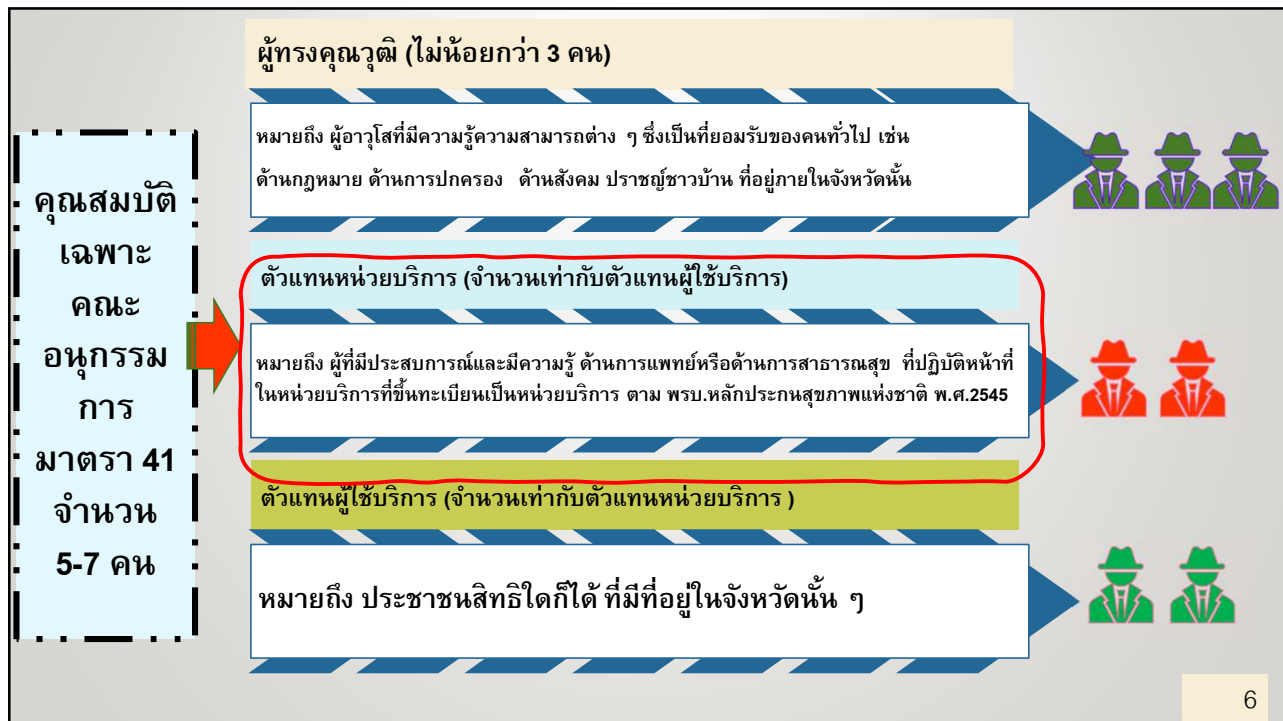 คุณสมบัติ
เฉพาะ
คณะ
อนุกรรม
การ
มาตรา 41
จำนวน
5-7 คน
ผู้ทรงคุณวุฒิ (ไม่น้อยกว่า 3 คน)
หมายถึง ผู้อาวุโสที่มีความรู้ความสามารถต่าง ๆ ซึ่งเป็นที่ยอมรับของคนทั่วไป เช่น
ด้านกฎหมาย ด้านการปกครอง ด้านสังคม ปราชญ์ชาวบ้าน ที่อยู่ภายในจังหวัดนั้น
ตัวแทนหน่วยบริการ (จำนวนเท่ากับตัวแทนผู้ใช้บริการ)
หมายถึง ผู้ที่มีประสบการณ์และมีความรู้ ด้านการแพทย์หรือด้านการสาธารณสุข ที่ปฏิบัติหน้าที่
ในหน่วยบริการที่ขึ้นทะเบียนเป็นหน่วยบริการ ตาม พรบ.หลักประกนสุขภาพแห่งชาติ พ.ศ.2545
ตัวแทนผู้ใช้บริการ (จำนวนเท่ากับตัวแทนหน่วยบริการ )
หมายถึง ประชาชนสิทธิใดก็ได้ ที่มีที่อยู่ในจังหวัดนั้น ๆ
6